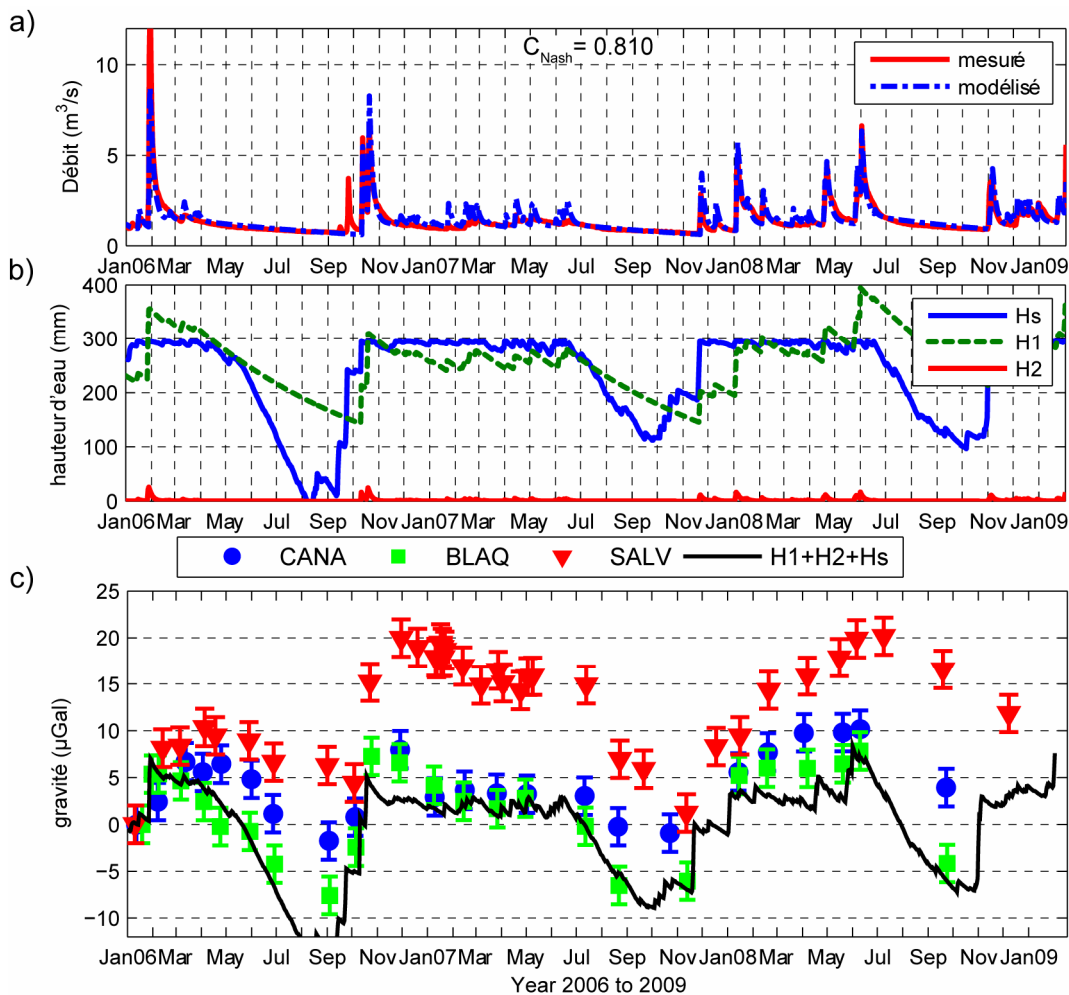 a)
C_Nash = 0.810
mesuré
modélisé
Débit (m³/s)
10
5
0
Jan06 Mar May Jul Sep Nov Jan07 Mar May Jul Sep Nov Jan08 Mar May Jul Sep Nov Jan09
b)
hauteurd'eau (mm)
400
300
200
100
0
Hs
H1
H2
Jan06 Mar May Jul Sep Nov Jan07 Mar May Jul Sep Nov Jan08 Mar May Jul Sep Nov Jan09
CANA BLAQ SALV H1+H2+Hs
c)
gravité (µGal)
25
20
15
10
5
0
−5
−10
Jan06 Mar May Jul Sep Nov Jan07 Mar May Jul Sep Nov Jan08 Mar May Jul Sep Nov Jan09
Year 2006 to 2009